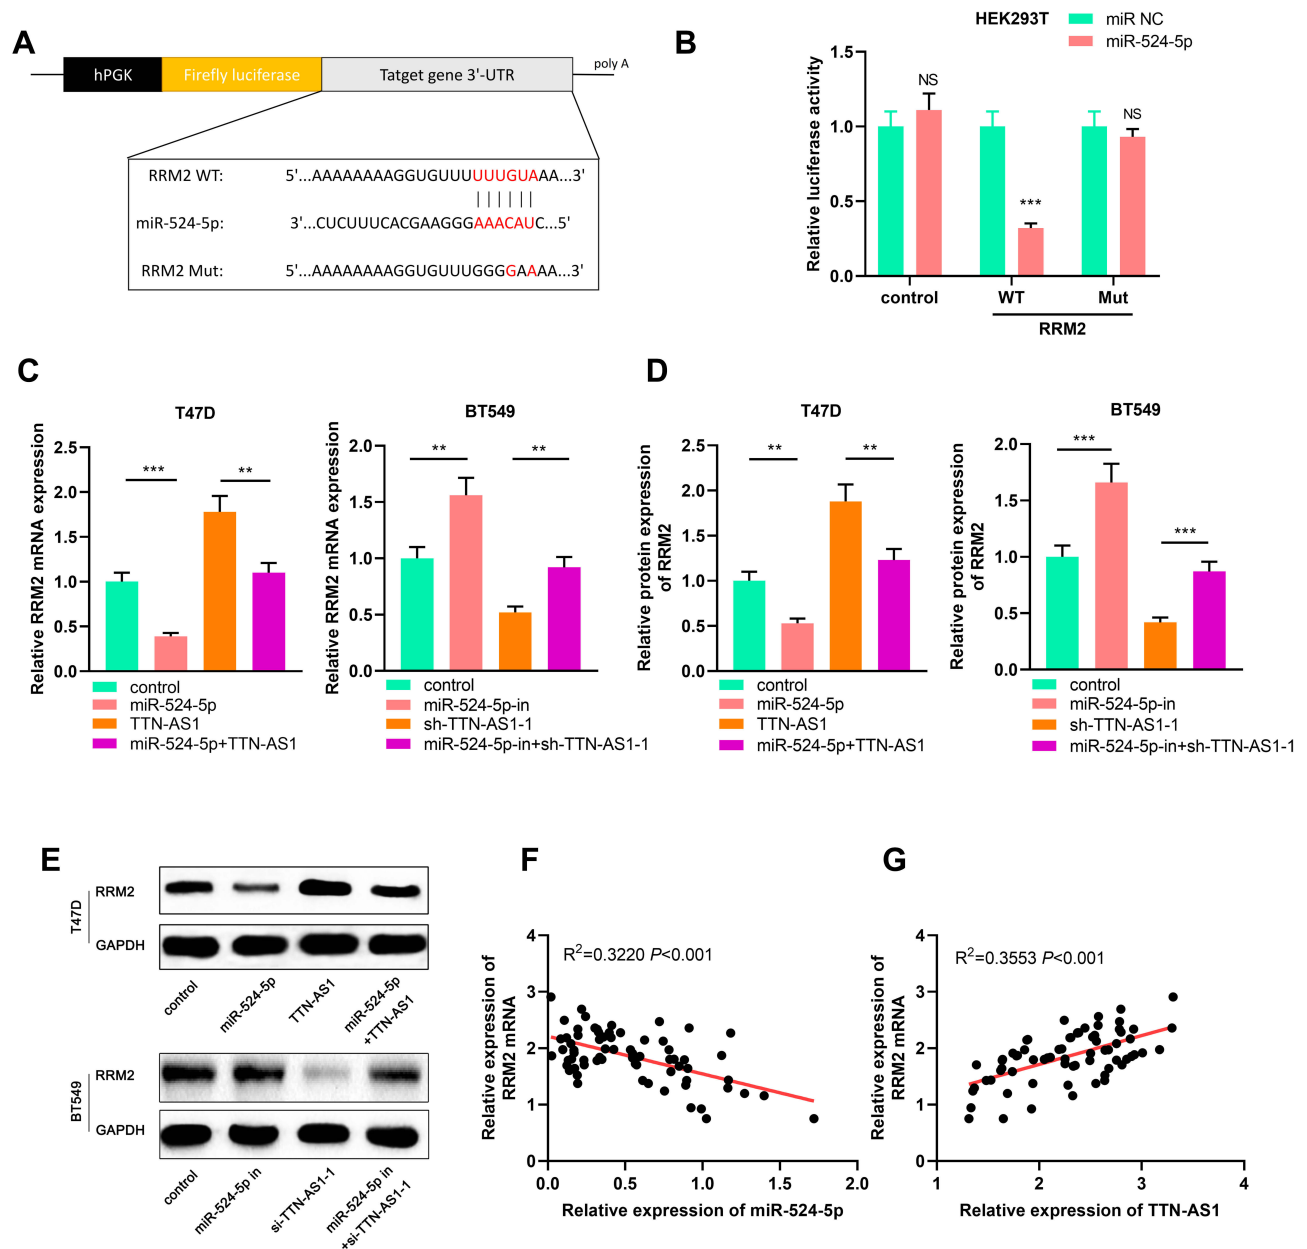 A
hPGK
Firefly luciferase
Tatget gene 3'-UTR
poly A
RRM2 WT:
5'...AAAAAAAAGGUGUUUUUUGUAAA...3'
miR-524-5p:
3'...CUCUUUCACGAAGGGAAACAUC...5'
RRM2 Mut:
5'...AAAAAAAAGGUGUUUGGGGAAAA...3'
B
HEK293T
miR NC
miR-524-5p
Relative luciferase activity
1.5
1.0
0.5
0.0
NS
***
NS
control
WT
Mut
RRM2
C
T47D
Relative RRM2 mRNA expression
2.5
2.0
1.5
1.0
0.5
0.0
***
**
control
miR-524-5p
TTN-AS1
miR-524-5p+TTN-AS1
BT549
Relative RRM2 mRNA expression
2.0
1.5
1.0
0.5
0.0
**
**
control
miR-524-5p-in
sh-TTN-AS1-1
miR-524-5p-in+sh-TTN-AS1-1
D
T47D
Relative protein expression
of RRM2
2.5
2.0
1.5
1.0
0.5
0.0
**
**
control
miR-524-5p
TTN-AS1
miR-524-5p+TTN-AS1
BT549
Relative protein expression
of RRM2
2.0
1.5
1.0
0.5
0.0
***
***
control
miR-524-5p-in
sh-TTN-AS1-1
miR-524-5p-in+sh-TTN-AS1-1
E
T47D
RRM2
GAPDH
control
miR-524-5p
TTN-AS1
miR-524-5p
+TTN-AS1
BT549
RRM2
GAPDH
control
miR-524-5p in
si-TTN-AS1-1
miR-524-5p in
+si-TTN-AS1-1
F
Relative expression of
RRM2 mRNA
4
3
2
1
0
R2=0.3220 P<0.001
0.0
0.5
1.0
1.5
2.0
Relative expression of miR-524-5p
G
Relative expression of
RRM2 mRNA
4
3
2
1
0
R2=0.3553 P<0.001
1
2
3
4
Relative expression of TTN-AS1